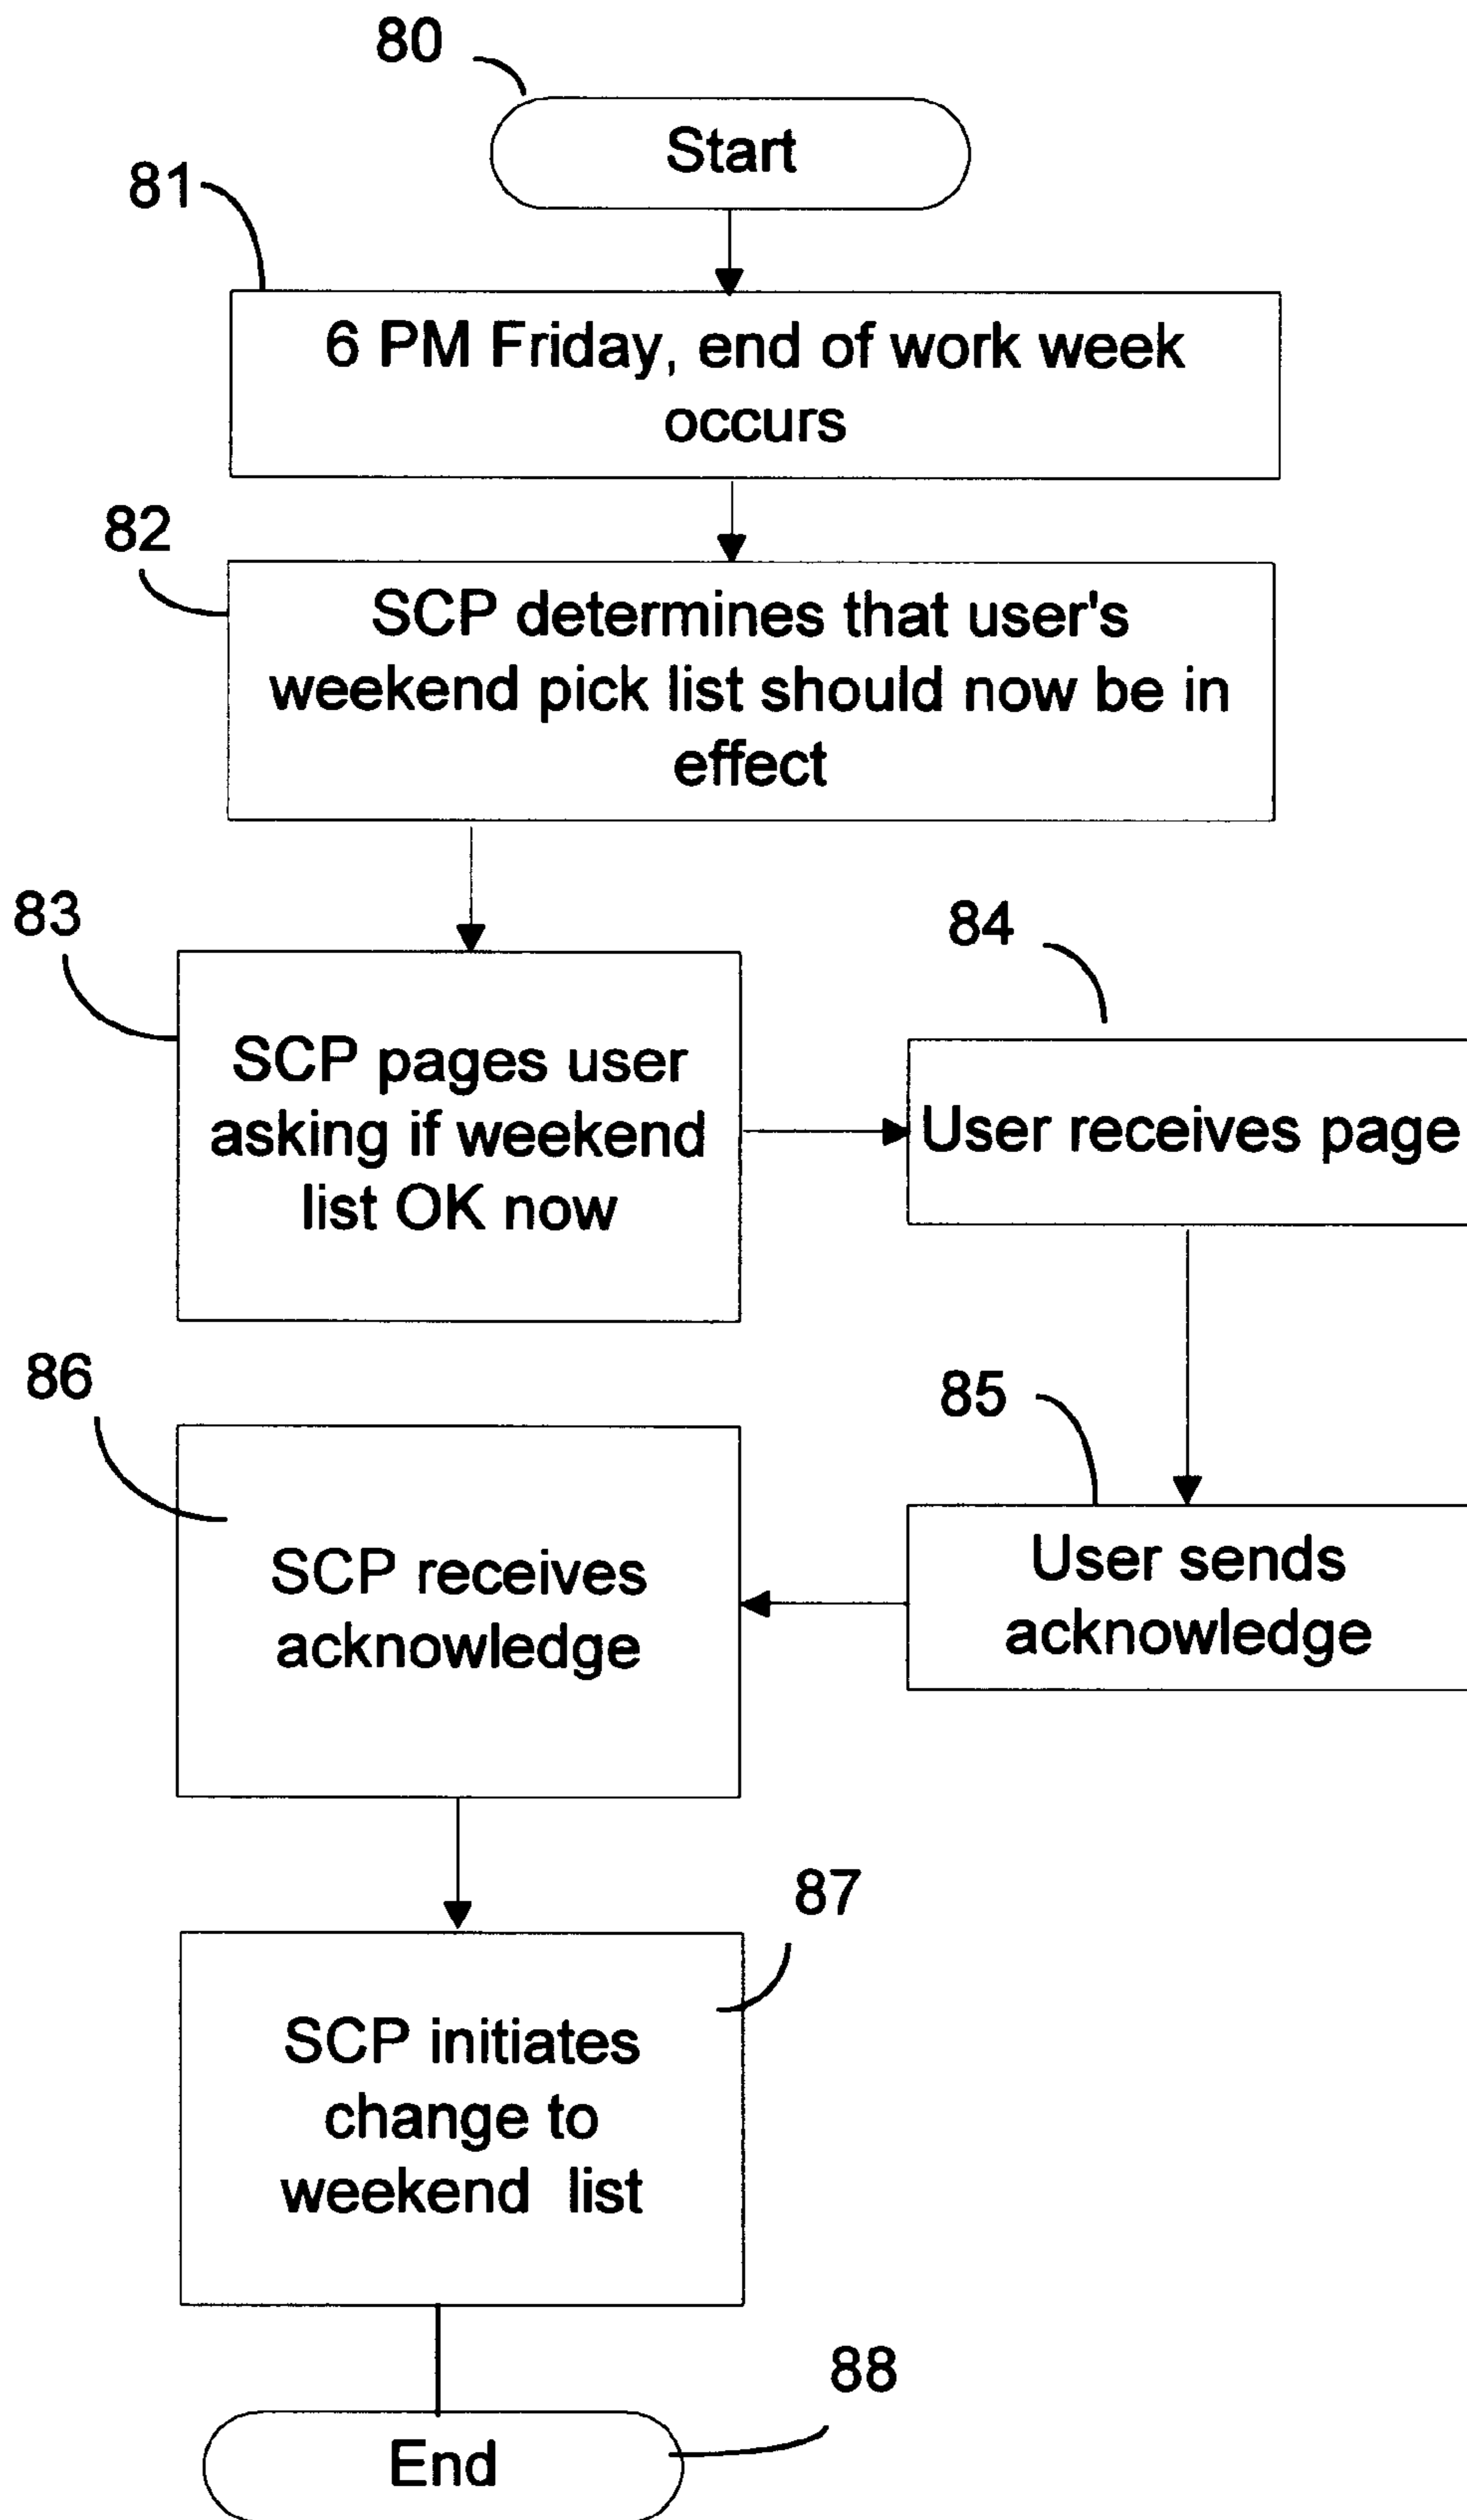 80
Start
81
6 PM Friday, end of work week
occurs
82
SCP determines that user's
weekend pick list should now be in
effect
83
SCP pages user
asking if weekend
list OK now
84
User receives page
85
User sends
acknowledge
86
SCP receives
acknowledge
87
SCP initiates
change to
weekend list
88
End